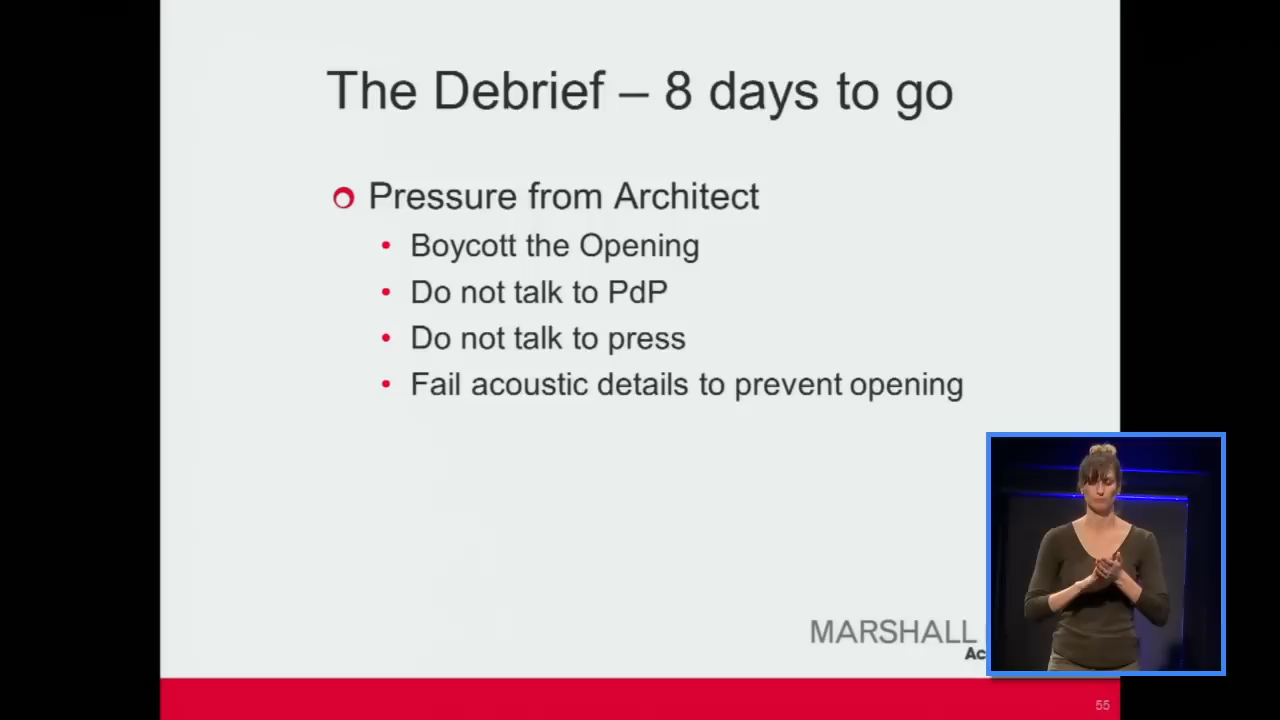 The Debrief – 8 days to go
Pressure from Architect
Boycott the Opening
Do not talk to PdP
Do not talk to press
Fail acoustic details to prevent opening
MARSHALL
55